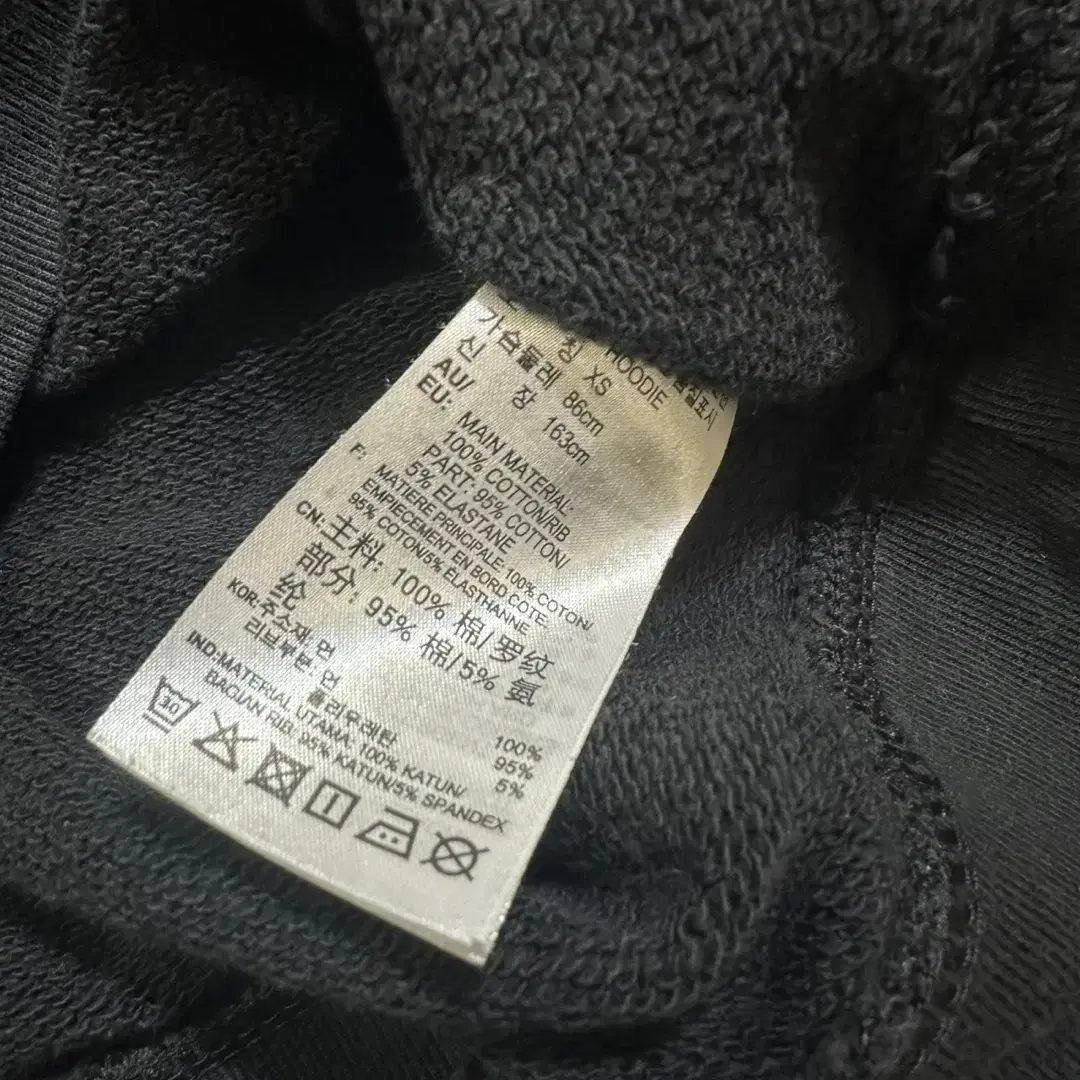 칭 HOODIE
XS
가슴둘레 86cm
신 장 163cm
AU/
EU: MAIN MATERIAL:
100% COTTON/RIB
PART: 95% COTTON/
5% ELASTANE
F: MATIERE PRINCIPALE 100% COTON/
EMPIECEMENT EN BORD COTE:
95% COTON/5% ÉLASTHANNE
CN: 主料: 100% 棉/罗纹
部分: 95% 棉/5% 氨
纶
KOR: 주소재, 면 100%
리브부분, 면 95%
폴리우레탄 5%
IND: MATERIAL UTAMA, 100% KATUN/
BAGIAN RIB, 95% KATUN/5% SPANDEX
30